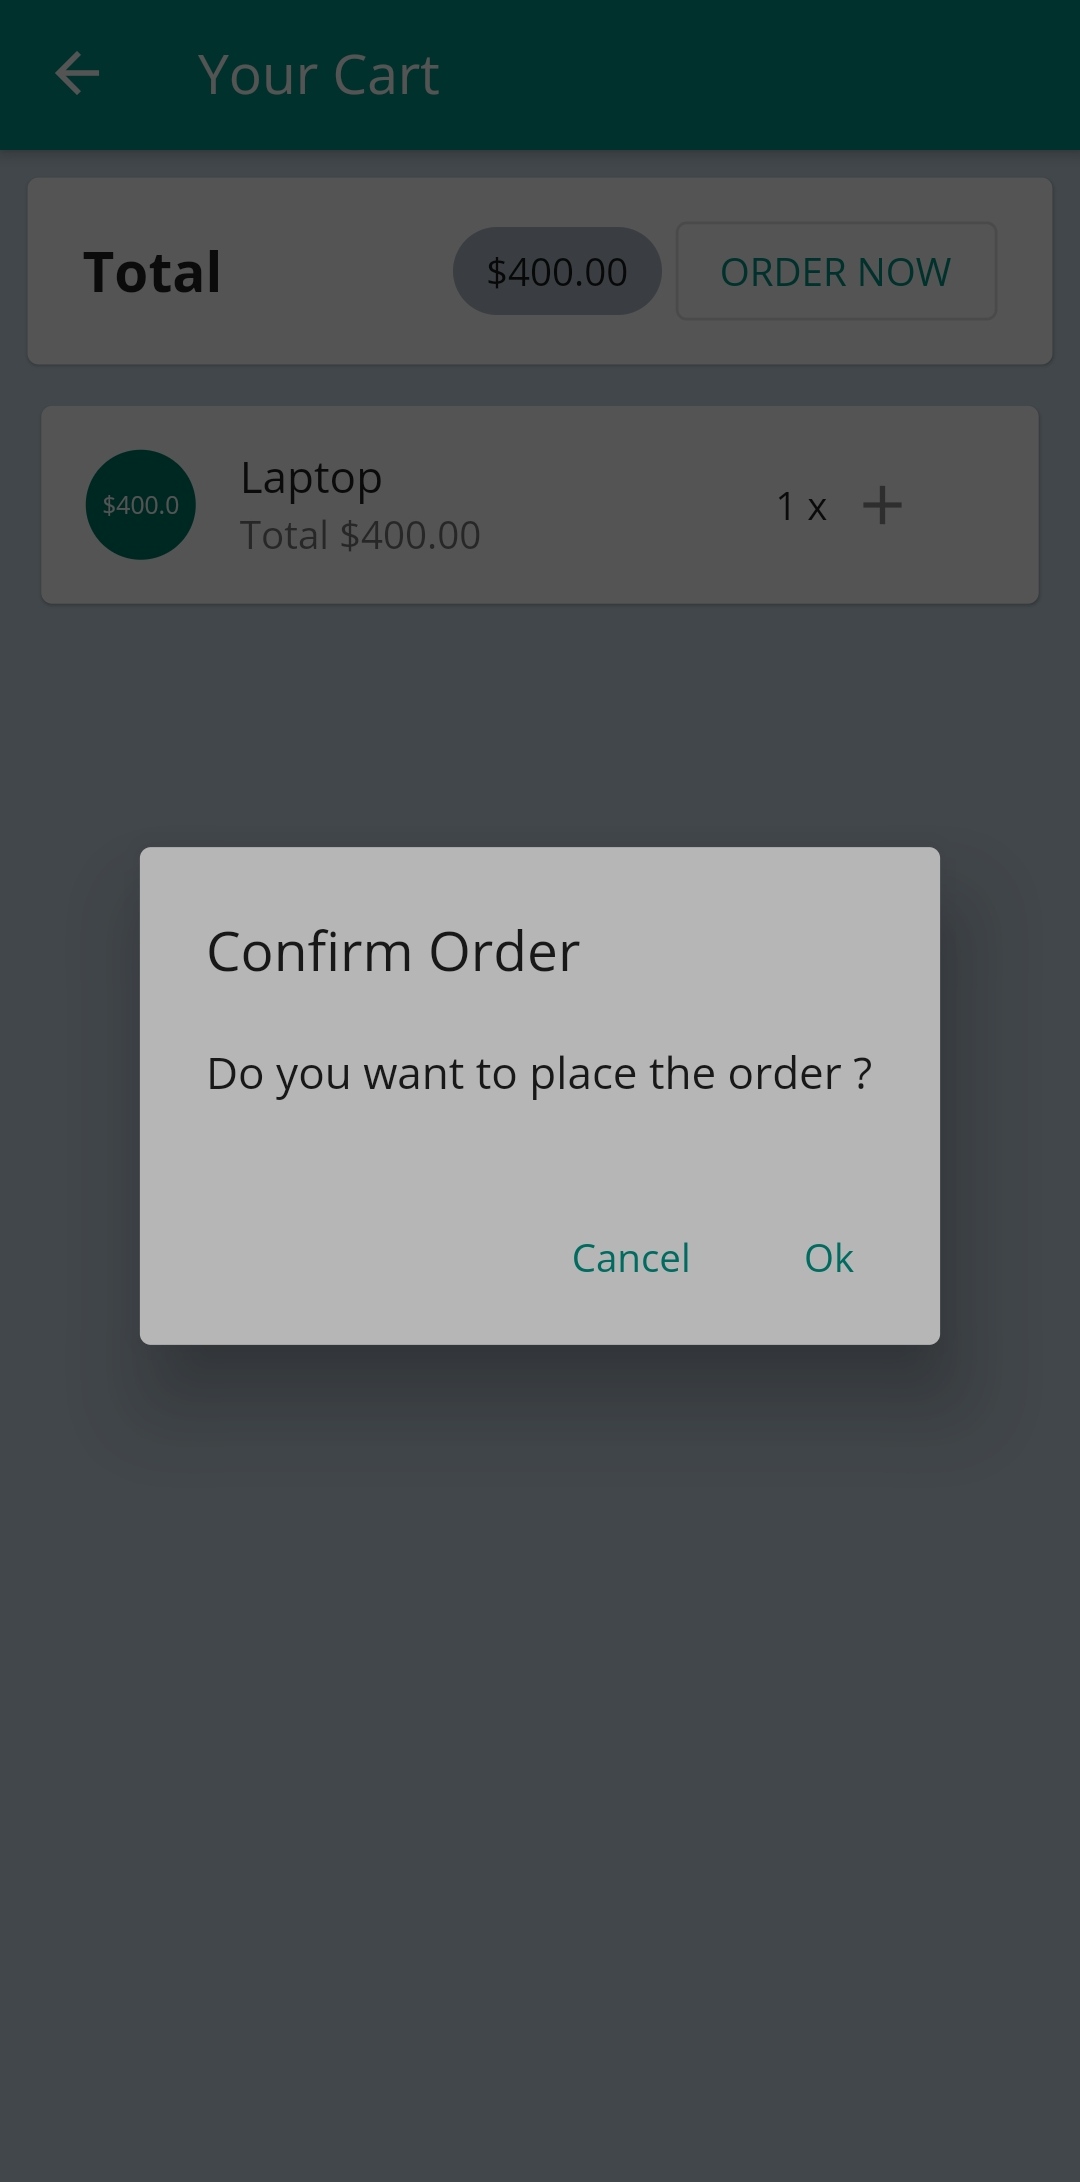 Your Cart
Total $400.00 ORDER NOW
$400.0 Laptop 1 x
Total $400.00
Confirm Order
Do you want to place the order ?
Cancel Ok